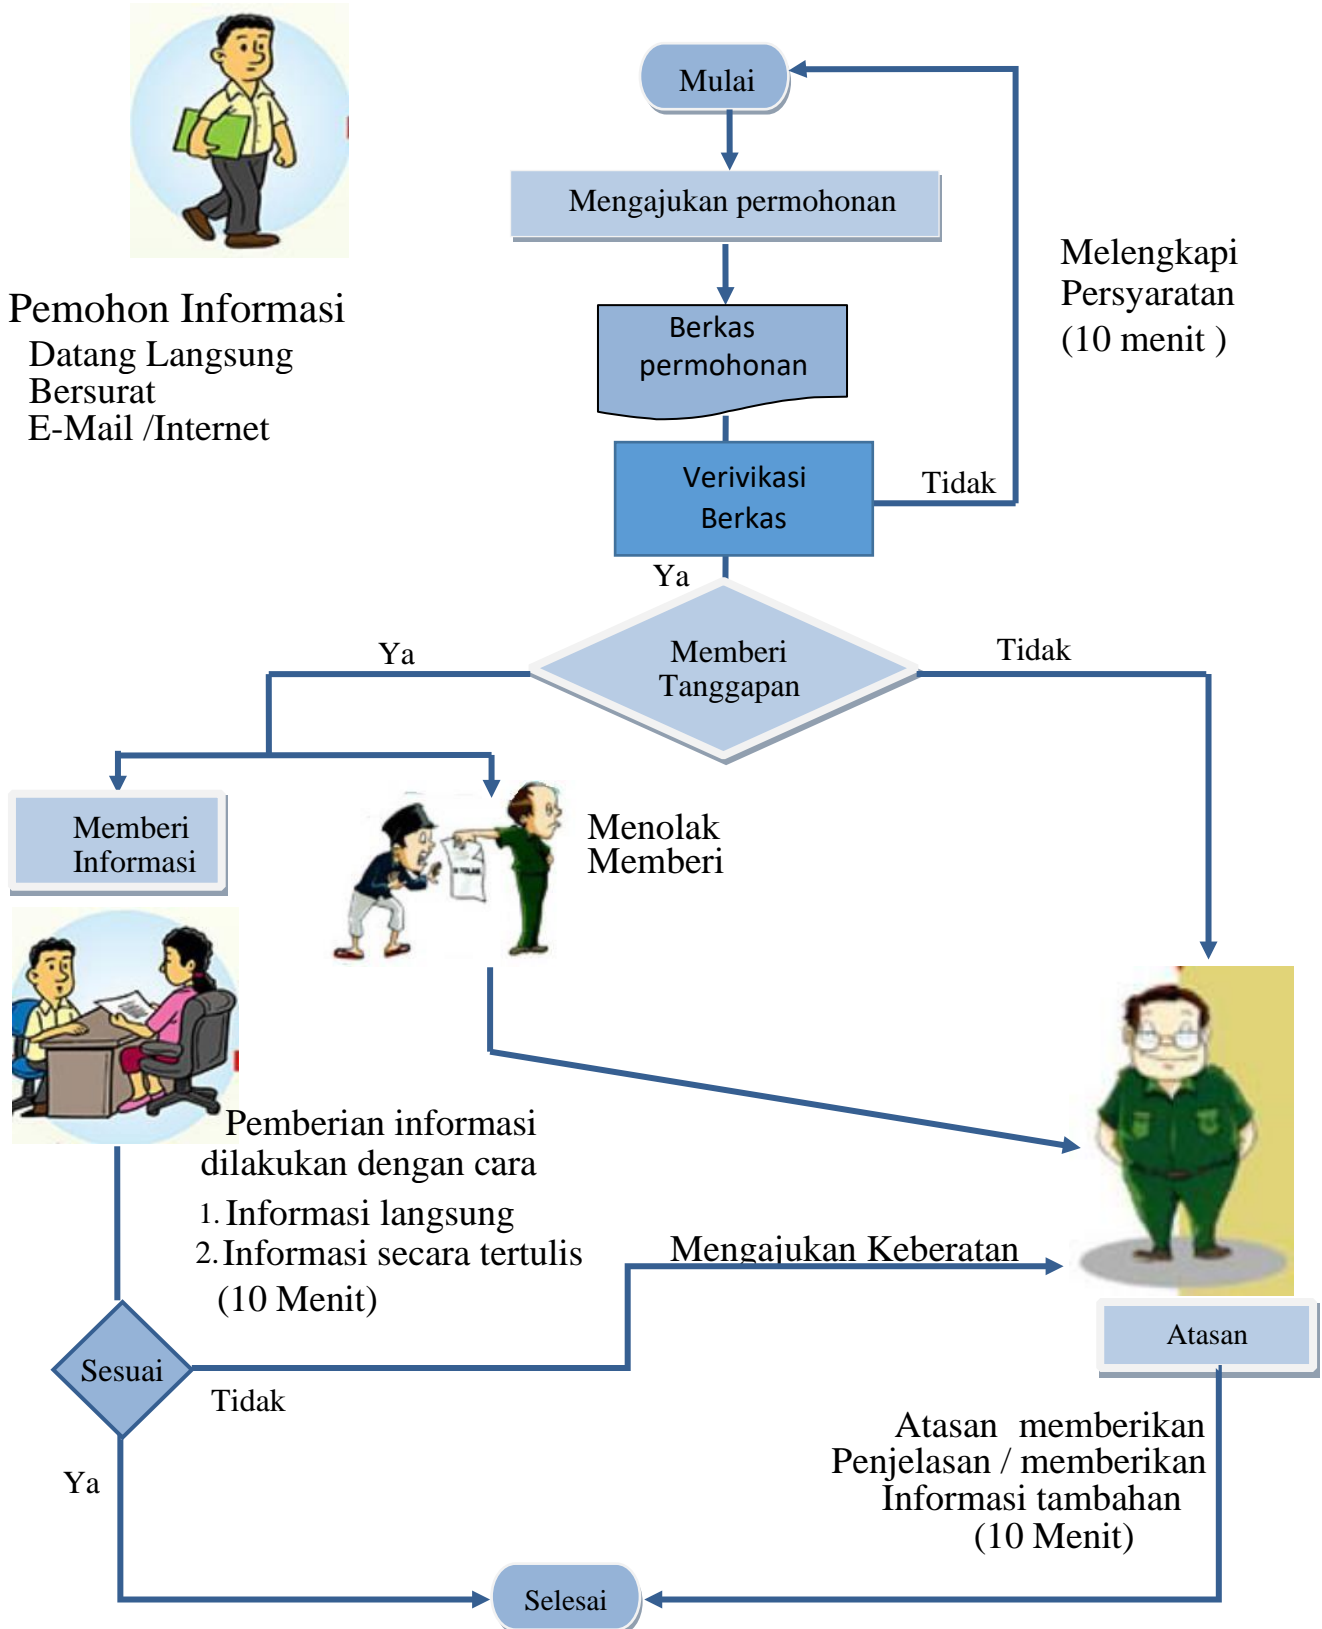 Mulai
Mengajukan permohonan
Melengkapi
Persyaratan
(10 menit )
Pemohon Informasi
Datang Langsung
Bersurat
E-Mail /Internet
Berkas
permohonan
Verivikasi
Berkas
Tidak
Ya
Memberi
Tanggapan
Ya
Tidak
Memberi
Informasi
Menolak
Memberi
Pemberian informasi
dilakukan dengan cara
1. Informasi langsung
2. Informasi secara tertulis
(10 Menit)
Mengajukan Keberatan
Atasan
Sesuai
Tidak
Ya
Atasan memberikan
Penjelasan / memberikan
Informasi tambahan
(10 Menit)
Selesai